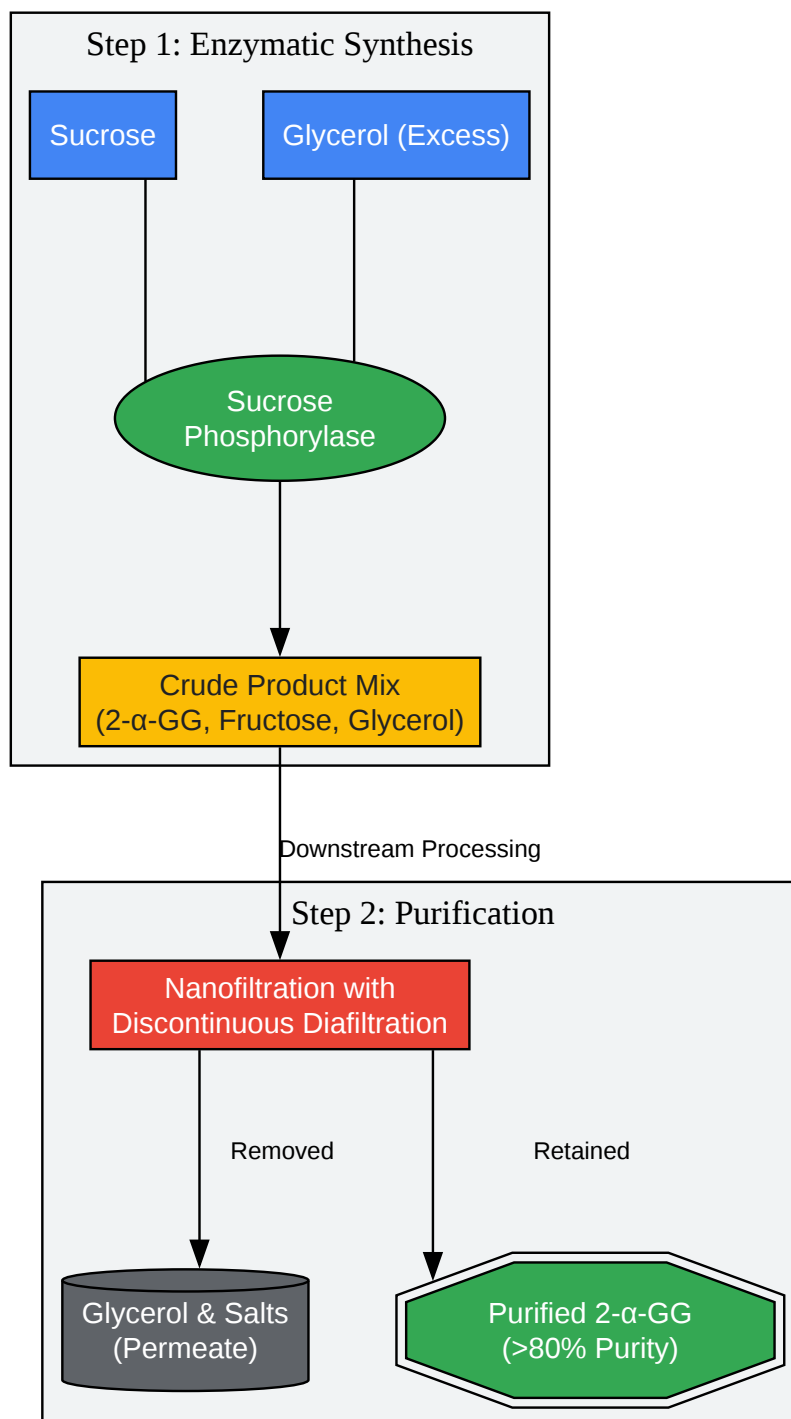 Step 1: Enzymatic Synthesis
Sucrose
Glycerol (Excess)
Sucrose
Phosphorylase
Crude Product Mix
(2-α-GG, Fructose, Glycerol)
Downstream Processing
Step 2: Purification
Nanofiltration with
Discontinuous Diafiltration
Removed
Retained
Glycerol & Salts
(Permeate)
Purified 2-α-GG
(>80% Purity)